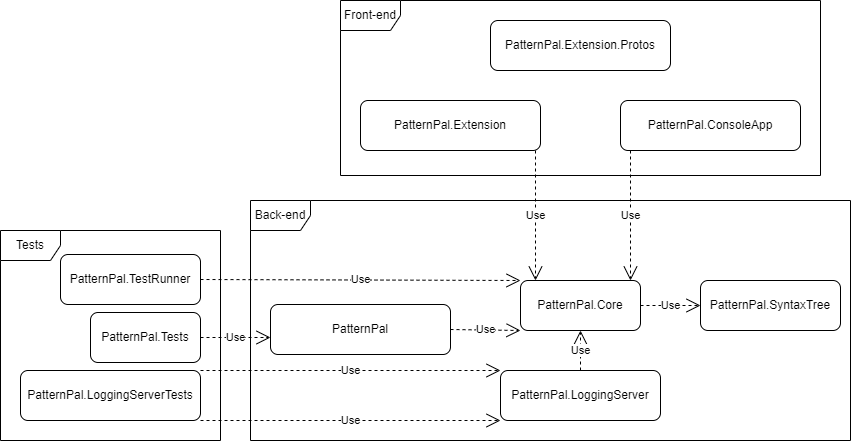 Front-end
PatternPal.Extension.Protos
PatternPal.Extension
PatternPal.ConsoleApp
Use
Use
Back-end
Tests
PatternPal.TestRunner
Use
PatternPal.Core
PatternPal.SyntaxTree
Use
PatternPal.Tests
Use
PatternPal
Use
Use
PatternPal.LoggingServerTests
Use
PatternPal.LoggingServer
Use